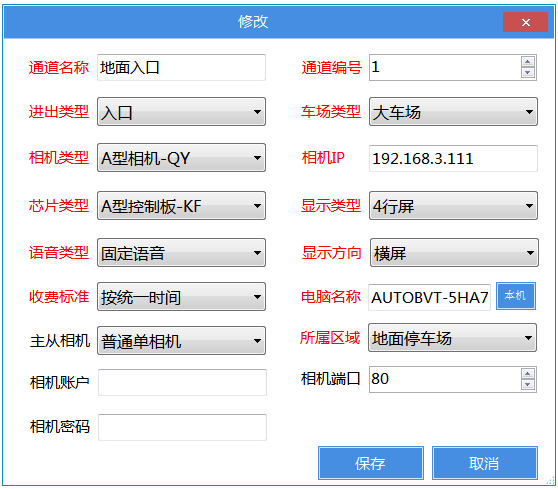 修改
通道名称 地面入口 通道编号 1
进出类型 入口 车场类型 大车场
相机类型 A型相机-QY 相机IP 192.168.3.111
芯片类型 A型控制板-KF 显示类型 4行屏
语音类型 固定语音 显示方向 横屏
收费标准 按统一时间 电脑名称 AUTOBVT-5HA7 本机
主从相机 普通单相机 所属区域 地面停车场
相机账户 相机端口 80
相机密码
保存 取消